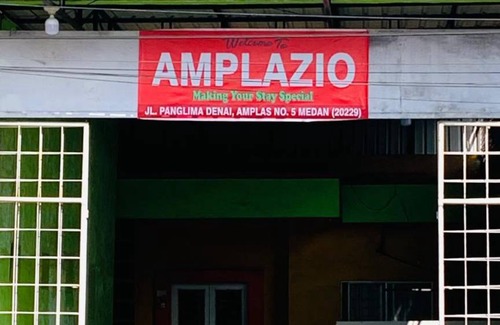 Welcome To
AMPLAZIO
Making Your Stay Special
JL. PANGLIMA DENAI, AMPLAS NO. 5 MEDAN (20229)